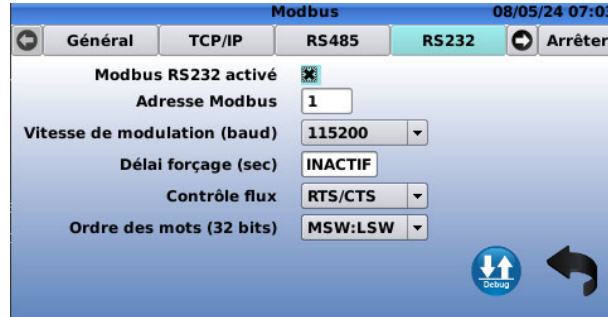 Modbus 08/05/24 07:03
Général TCP/IP RS485 RS232 Arrêter
Modbus RS232 activé
Adresse Modbus 1
Vitesse de modulation (baud) 115200
Délai forçage (sec) INACTIF
Contrôle flux RTS/CTS
Ordre des mots (32 bits) MSW:LSW
Debug